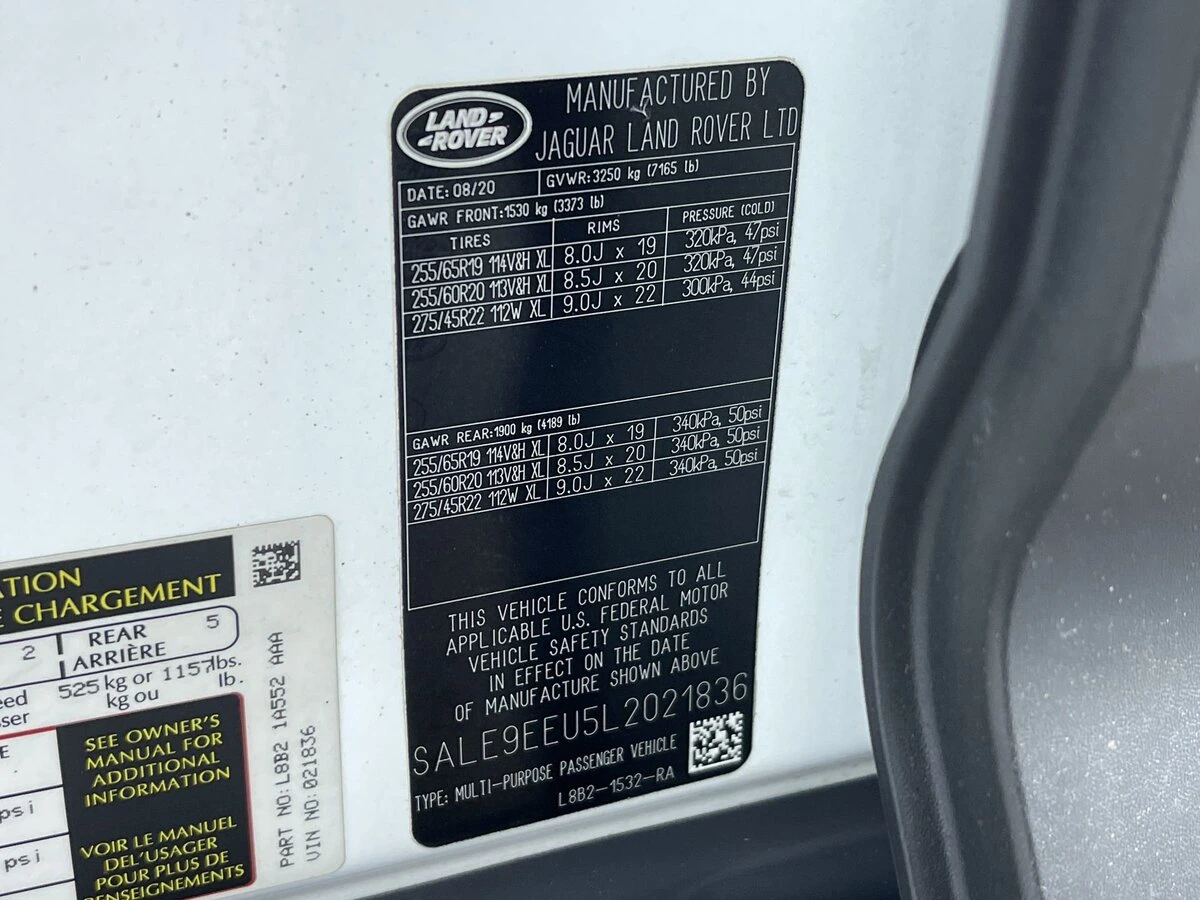 LAND-
-ROVER
MANUFACTURED BY
JAGUAR LAND ROVER LTD
DATE: 08/20 GVWR:3250 kg (7165 lb)
GAWR FRONT:1530 kg (3373 lb)
TIRES RIMS PRESSURE (COLD)
255/65R19 114V&H XL 8.0J x 19 320kPa, 47psi
255/60R20 113V&H XL 8.5J x 20 320kPa, 47psi
275/45R22 112W XL 9.0J x 22 300kPa, 44psi
GAWR REAR:1900 kg (4189 lb)
255/65R19 114V&H XL 8.0J x 19 340kPa, 50psi
255/60R20 113V&H XL 8.5J x 20 340kPa, 50psi
275/45R22 112W XL 9.0J x 22 340kPa, 50psi
THIS VEHICLE CONFORMS TO ALL
APPLICABLE U.S. FEDERAL MOTOR
VEHICLE SAFETY STANDARDS
IN EFFECT ON THE DATE
OF MANUFACTURE SHOWN ABOVE
SALE9EEU5L2021836
TYPE: MULTI-PURPOSE PASSENGER VEHICLE
L8B2-1532-RA
ATION
E CHARGEMENT
2 REAR 5
ARRIÈRE
eed 525 kg or 1157 lbs.
sser kg ou lb.
E
psi
psi
SEE OWNER'S
MANUAL FOR
ADDITIONAL
INFORMATION
VOIR LE MANUEL
DEL'USAGER
POUR PLUS DE
RENSEIGNEMENTS
PART NO:L8B2 1A552 AAA
VIN NO:021836